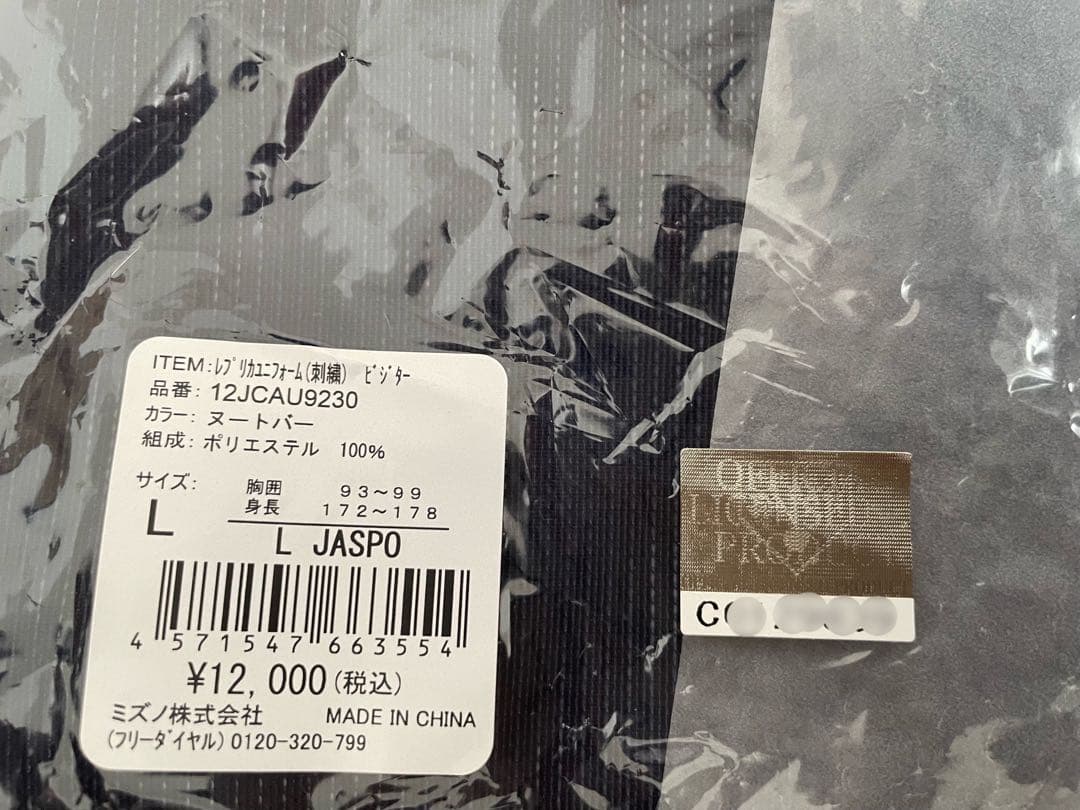 ITEM:ﾚﾌﾟﾘｶﾕﾆﾌｫｰﾑ(刺繍) ﾋﾞｼﾞﾀｰ
品番: 12JCAU9230
カラー: ヌートバー
組成: ポリエステル 100%
サイズ:
L
胸囲 93～99
身長 172～178
L JASPO
4 571547 663554
¥12,000(税込)
ミズノ株式会社 MADE IN CHINA
(フリーダイヤル) 0120-320-799